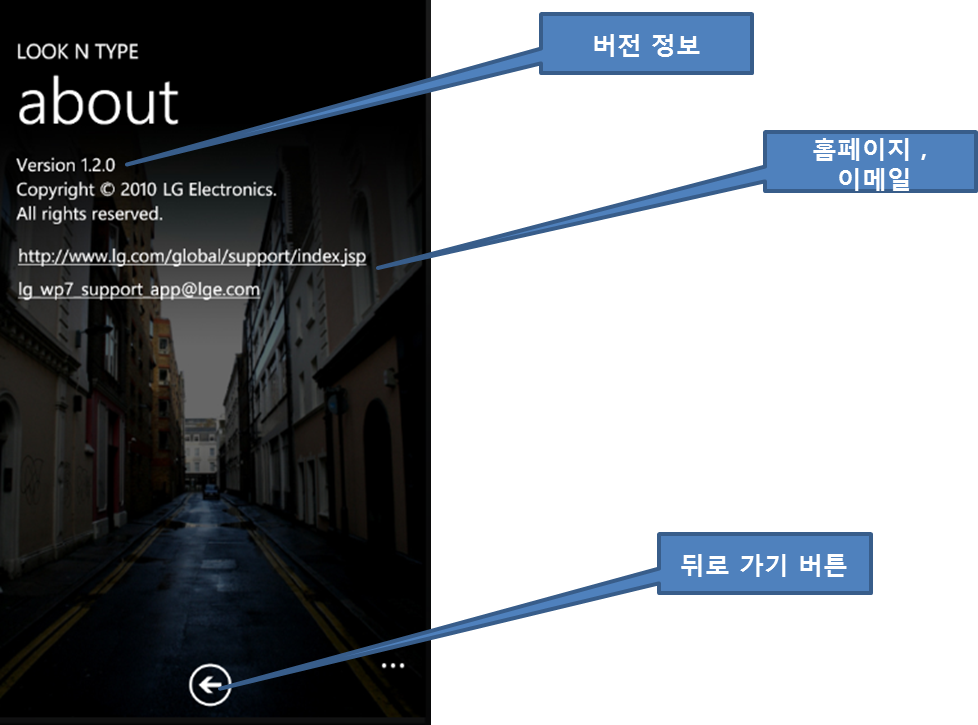 LOOK N TYPE
about
Version 1.2.0
Copyright © 2010 LG Electronics.
All rights reserved.
http://www.lg.com/global/support/index.jsp
lg_wp7_support_app@lge.com
버전 정보
홈페이지 ,
이메일
뒤로 가기 버튼